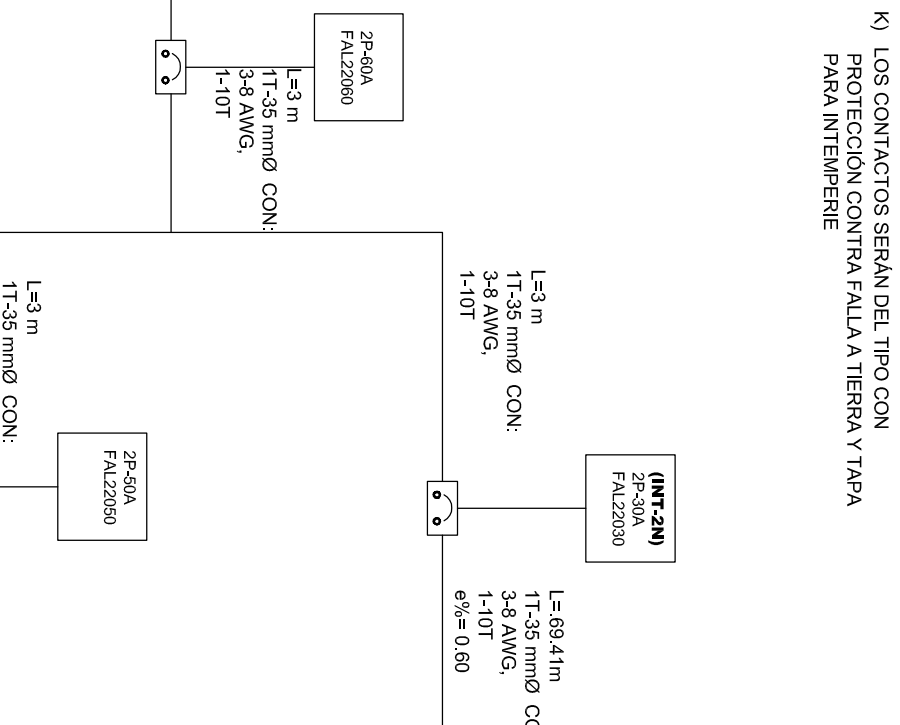 K) LOS CONTACTOS SERÁN DEL TIPO CON
PROTECCIÓN CONTRA FALLA A TIERRA Y TAPA
PARA INTEMPERIE
2P-60A
FAL22060
L=3 m
1T-35 mmØ CON:
3-8 AWG,
1-10T
L=3 m
1T-35 mmØ CON:
3-8 AWG,
1-10T
(INT-2N)
2P-30A
FAL22030
L=.69.41m
1T-35 mmØ CO
3-8 AWG,
1-10T
e%= 0.60
L=3 m
1T-35 mmØ CON:
2P-50A
FAL22050